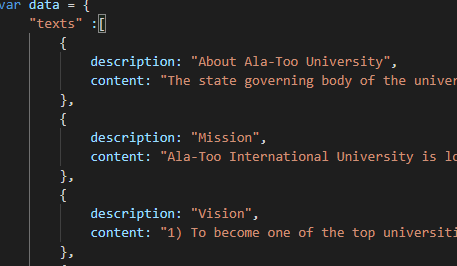 var data = {
"texts" :[
{
description: "About Ala-Too University",
content: "The state governing body of the univer
},
{
description: "Mission",
content: "Ala-Too International University is lo
},
{
description: "Vision",
content: "1) To become one of the top universiti
},